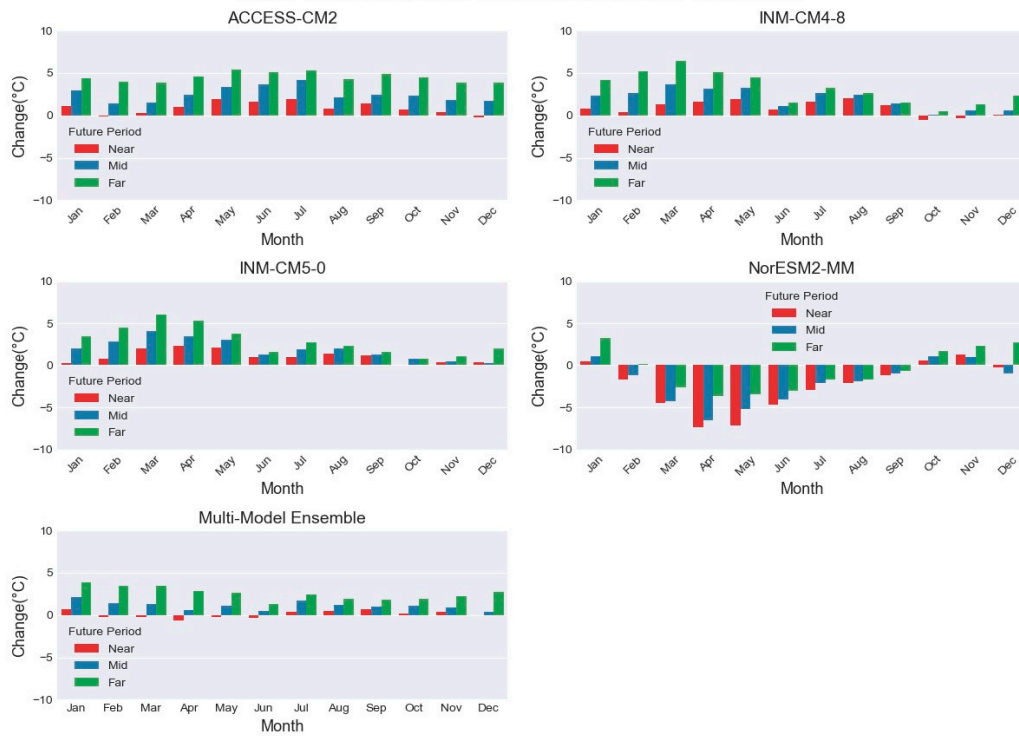 ACCESS-CM2
Change(°C)
10
5
0
−5
−10
Future Period
Near
Mid
Far
Jan Feb Mar Apr May Jun Jul Aug Sep Oct Nov Dec
Month
INM-CM4-8
Change(°C)
10
5
0
−5
−10
Future Period
Near
Mid
Far
Jan Feb Mar Apr May Jun Jul Aug Sep Oct Nov Dec
Month
INM-CM5-0
Change(°C)
10
5
0
−5
−10
Future Period
Near
Mid
Far
Jan Feb Mar Apr May Jun Jul Aug Sep Oct Nov Dec
Month
NorESM2-MM
Change(°C)
10
5
0
−5
−10
Future Period
Near
Mid
Far
Jan Feb Mar Apr May Jun Jul Aug Sep Oct Nov Dec
Month
Multi-Model Ensemble
Change(°C)
10
5
0
−5
−10
Future Period
Near
Mid
Far
Jan Feb Mar Apr May Jun Jul Aug Sep Oct Nov Dec
Month